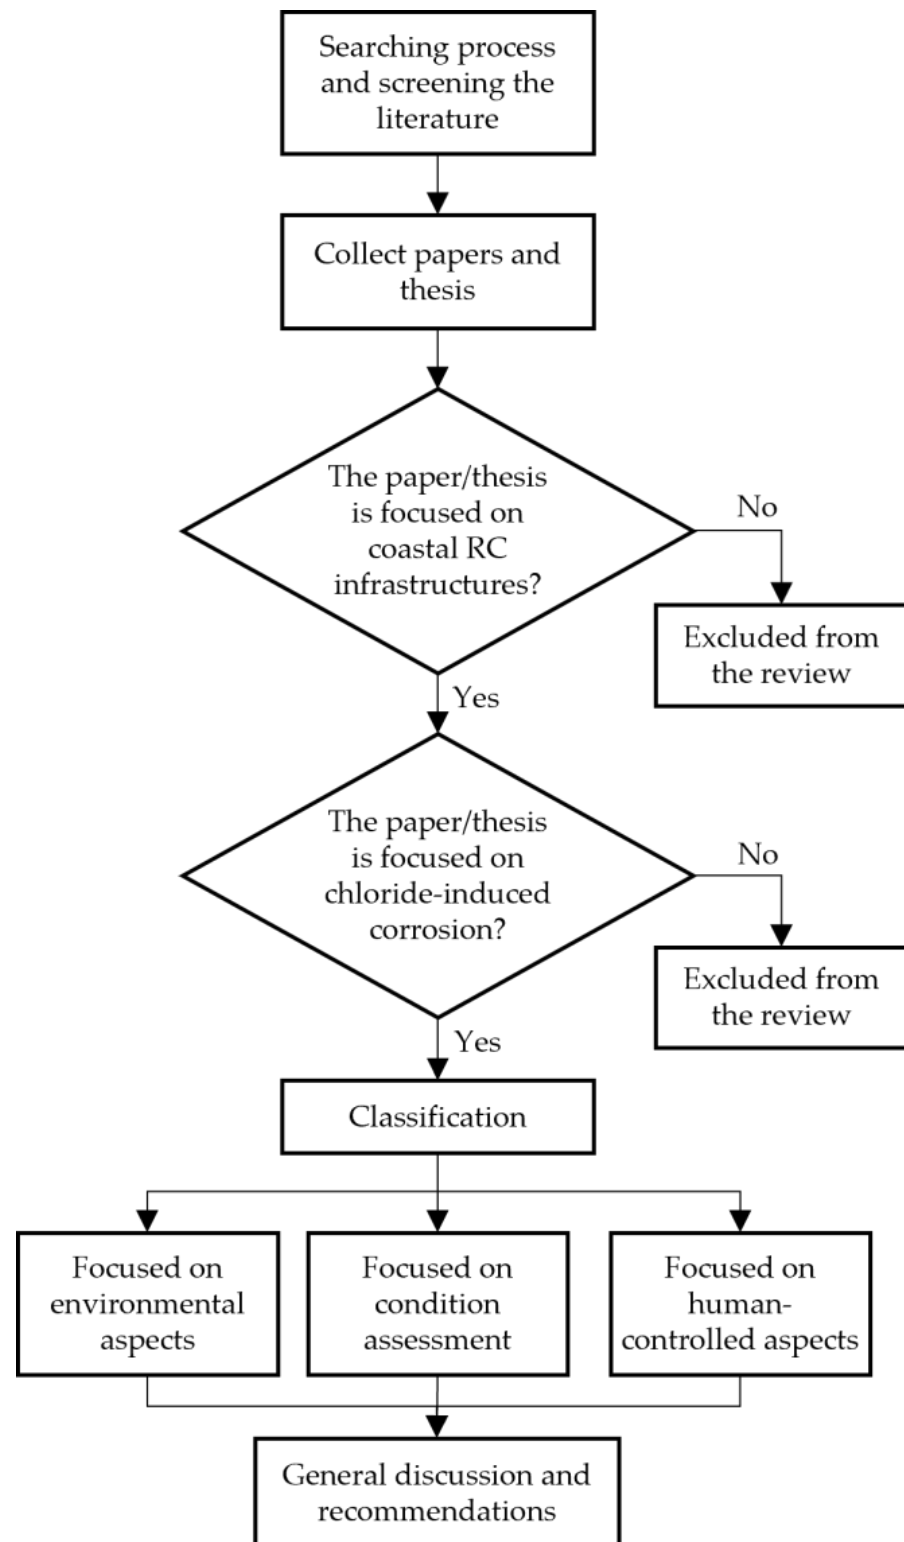 Searching process
and screening the
literature
Collect papers and
thesis
The paper/thesis
is focused on
coastal RC
infrastructures?
No
Excluded from
the review
Yes
The paper/thesis
is focused on
chloride-induced
corrosion?
No
Excluded from
the review
Yes
Classification
Focused on
environmental
aspects
Focused on
condition
assessment
Focused on
human-
controlled aspects
General discussion and
recommendations